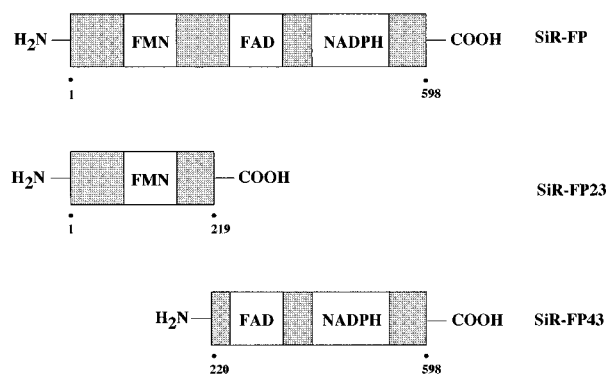 H₂N FMN FAD NADPH COOH SiR-FP
1 598
H₂N FMN COOH SiR-FP23
1 219
H₂N FAD NADPH COOH SiR-FP43
220 598